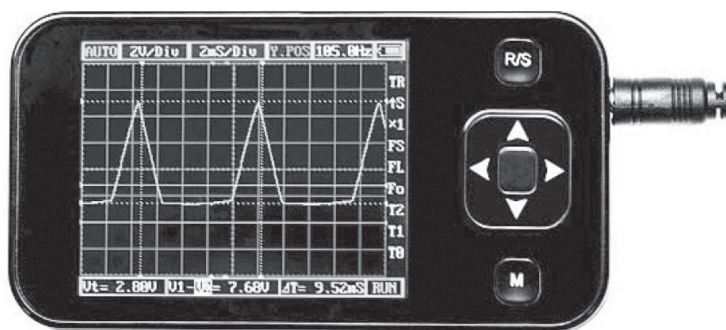 AUTO 2V/Div 2mS/Div Y.POS 105.0Hz
TR
↑S
×1
FS
FL
Fo
T2
T1
T0
Vt= 2.80V V1-V2= 7.68V ΔT= 9.52mS RUN
R/S
M